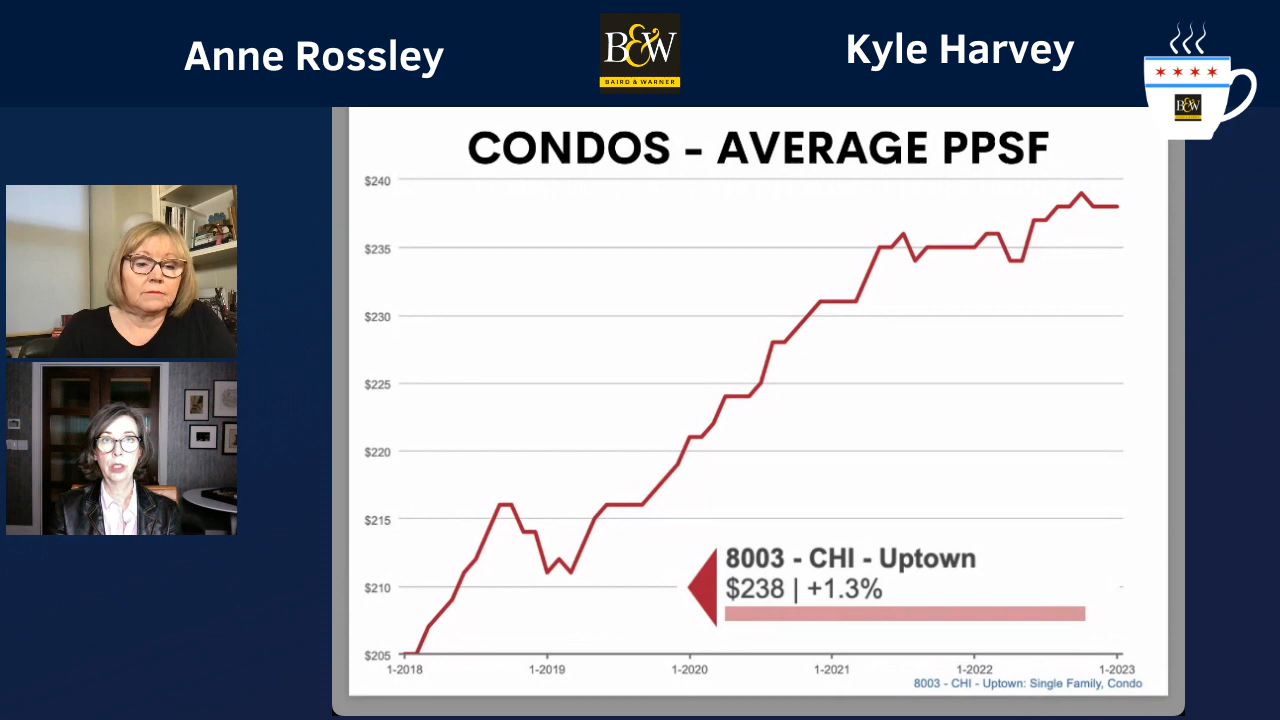 Anne Rossley
B&W
BAIRD & WARNER
Kyle Harvey
B&W
CONDOS - AVERAGE PPSF
$240
$235
$230
$225
$220
$215
$210
$205
8003 - CHI - Uptown
$238 | +1.3%
1-2018
1-2019
1-2020
1-2021
1-2022
1-2023
8003 - CHI - Uptown: Single Family, Condo